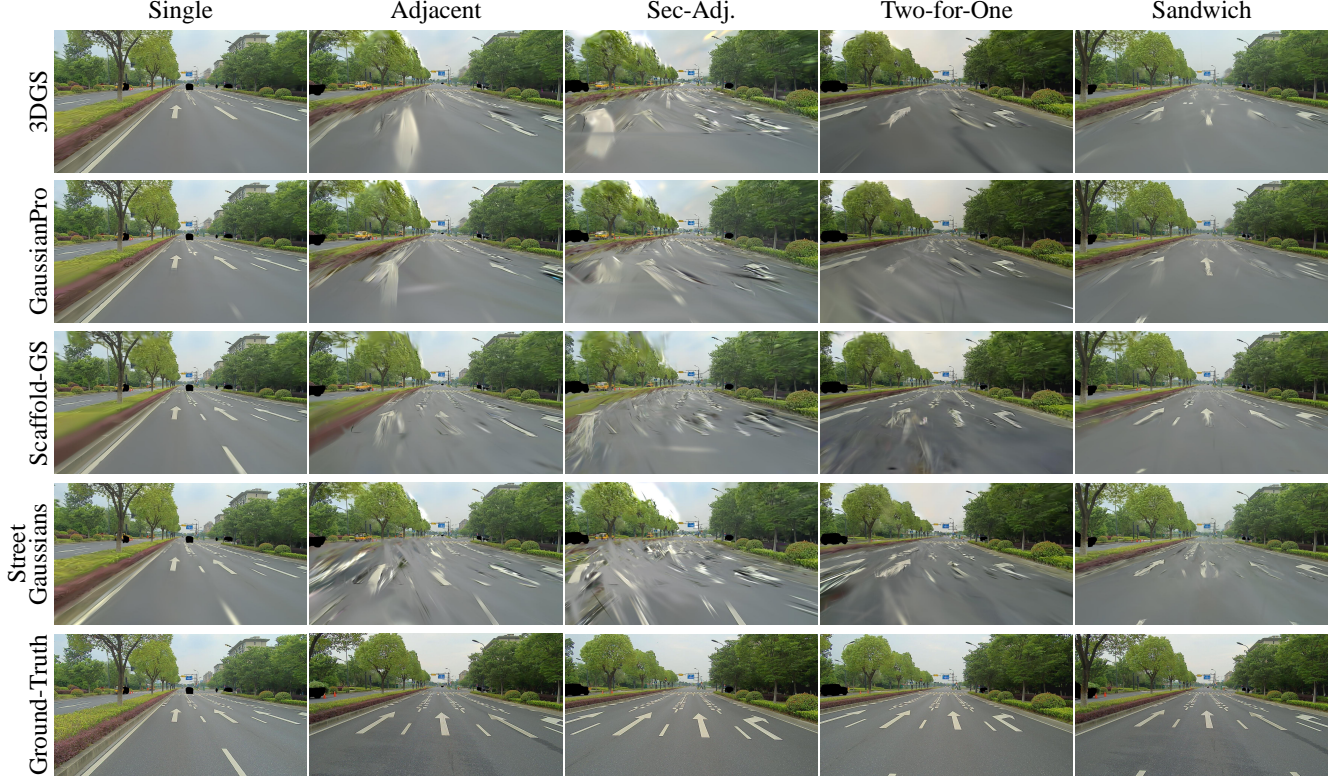 Single Adjacent Sec-Adj. Two-for-One Sandwich
3DGS
GaussianPro
Scaffold-GS
Street
Gaussians
Ground-Truth